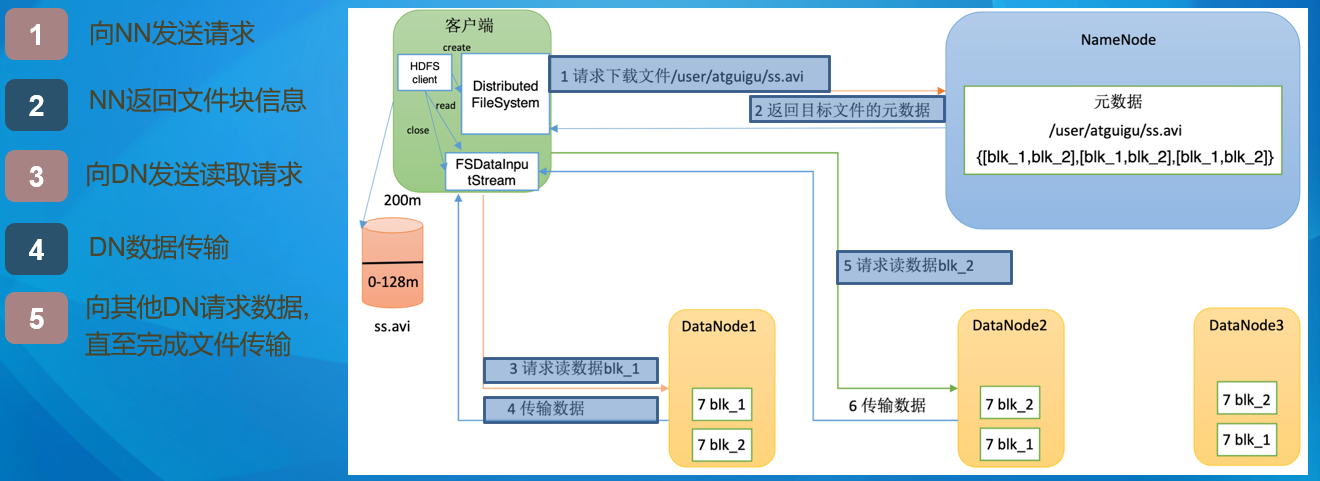 1
向NN发送请求
2
NN返回文件块信息
3
向DN发送读取请求
4
DN数据传输
5
向其他DN请求数据,
直至完成文件传输
客户端
create
HDFS
client
Distributed
FileSystem
read
close
FSDataInpu
tStream
1 请求下载文件/user/atguigu/ss.avi
2 返回目标文件的元数据
NameNode
元数据
/user/atguigu/ss.avi
{[blk_1,blk_2],[blk_1,blk_2],[blk_1,blk_2]}
200m
0-128m
ss.avi
5 请求读数据blk_2
3 请求读数据blk_1
4 传输数据
6 传输数据
DataNode1
7 blk_1
7 blk_2
DataNode2
7 blk_2
7 blk_1
DataNode3
7 blk_2
7 blk_1